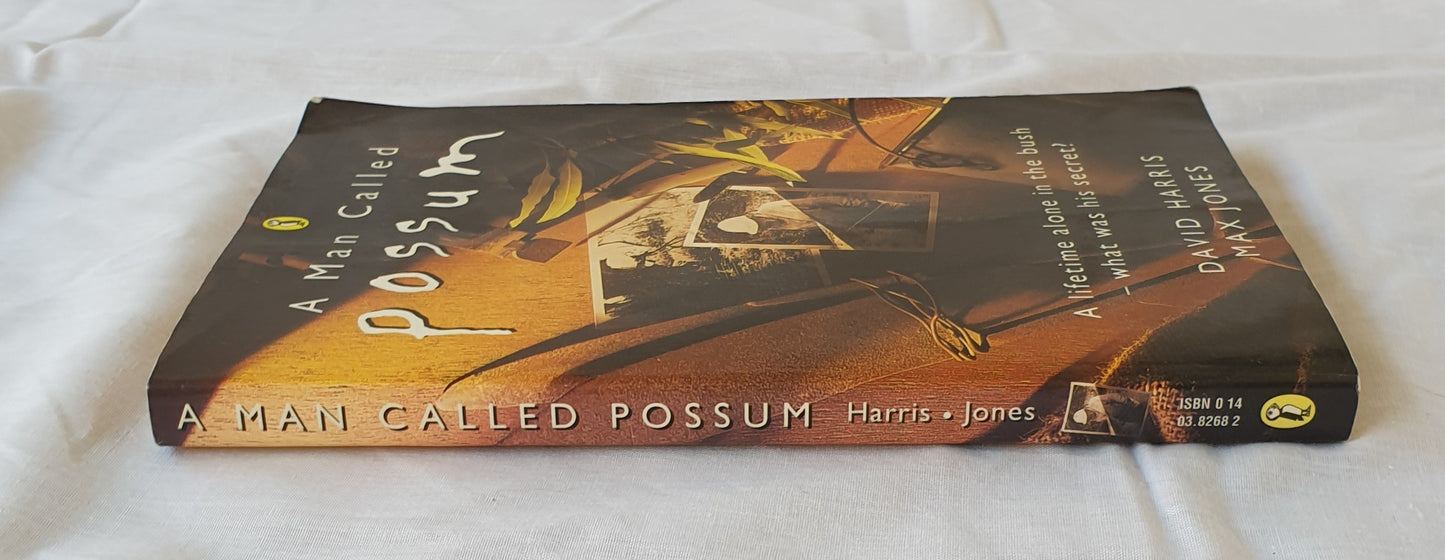 A Man Called
possum
A lifetime alone in the bush
– what was his secret?
DAVID HARRIS
MAX JONES
A MAN CALLED POSSUM Harris • Jones
ISBN 0 14
03.8268 2